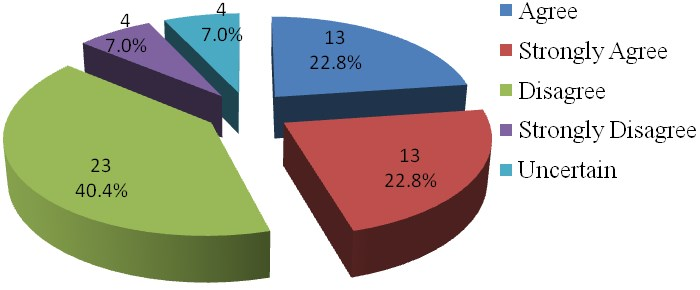 4
7.0%
4
7.0%
13
22.8%
13
22.8%
23
40.4%
Agree
Strongly Agree
Disagree
Strongly Disagree
Uncertain